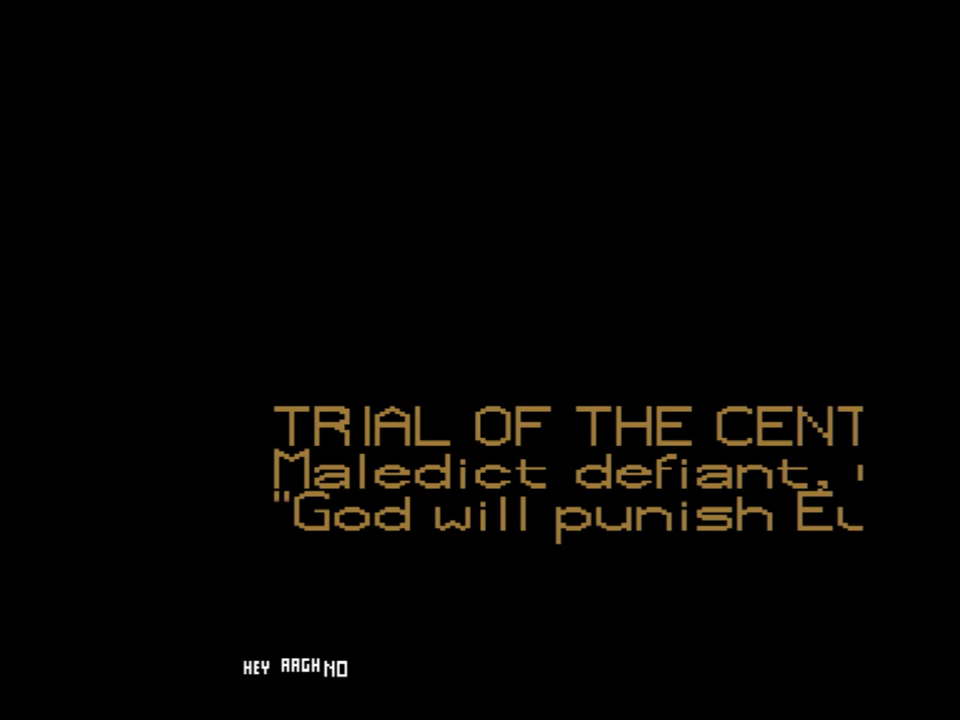 TRIAL OF THE CENT
Maledict defiant,
"God will punish
HEY AAGH NO